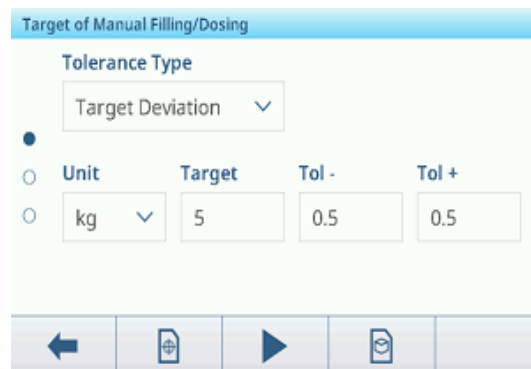 Target of Manual Filling/Dosing
Tolerance Type
Target Deviation
Unit Target Tol - Tol +
kg 5 0.5 0.5